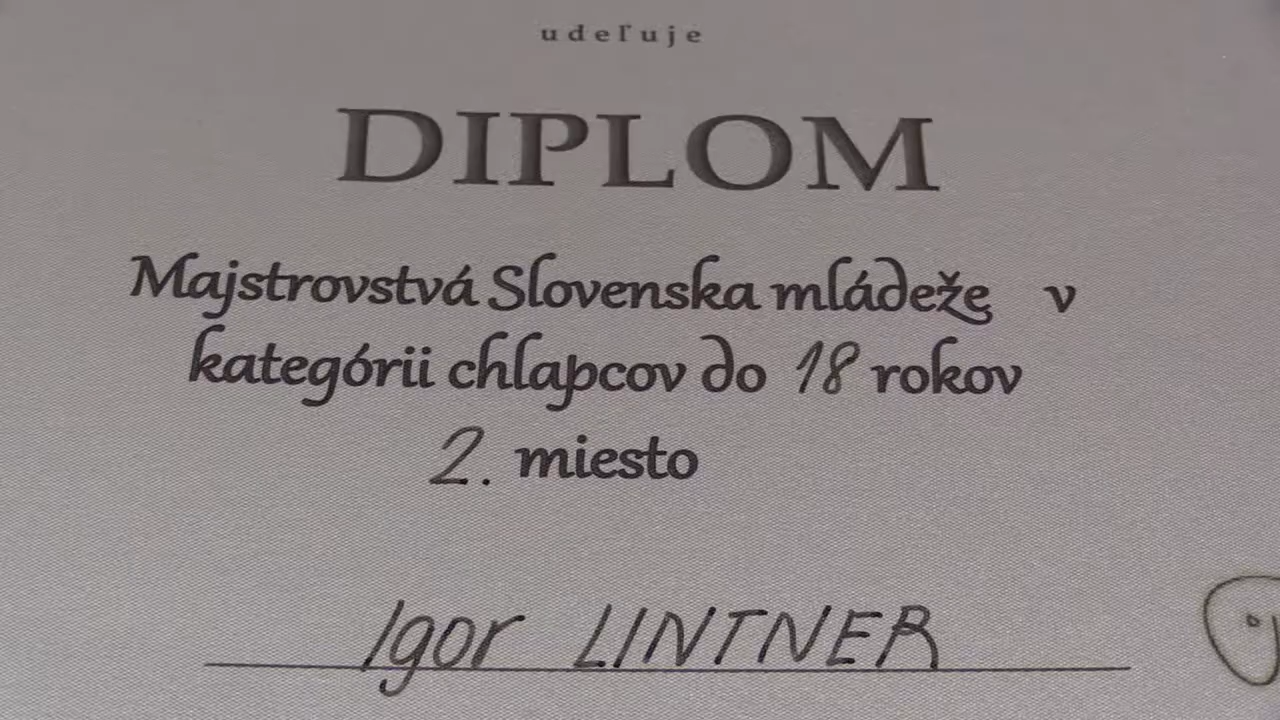 udeľuje
DIPLOM
Majstrovstvá Slovenska mládeže v
kategórii chlapcov do 18 rokov
2. miesto
Igor LINTNER